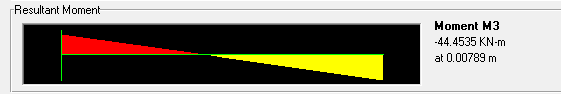 Resultant Moment
Moment M3
-44.4535 KN-m
at 0.00789 m